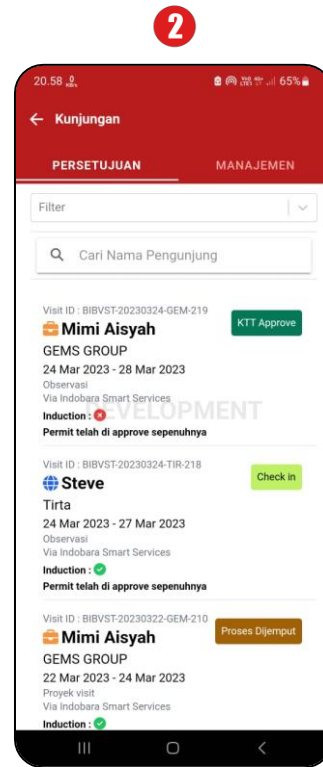 2
20.58
65%
Kunjungan
PERSETUJUAN MANAJEMEN
Filter
Cari Nama Pengunjung
Visit ID : BIBVST-20230324-GEM-219
Mimi Aisyah
KTT Approve
GEMS GROUP
24 Mar 2023 - 28 Mar 2023
Observasi
Via Indobara Smart Services
DEVELOPMENT
Induction :
Permit telah di approve sepenuhnya
Visit ID : BIBVST-20230324-TIR-218
Steve
Check in
Tirta
24 Mar 2023 - 27 Mar 2023
Observasi
Via Indobara Smart Services
Induction :
Permit telah di approve sepenuhnya
Visit ID : BIBVST-20230322-GEM-210
Mimi Aisyah
Proses Dijemput
GEMS GROUP
22 Mar 2023 - 24 Mar 2023
Proyek visit
Via Indobara Smart Services
Induction :